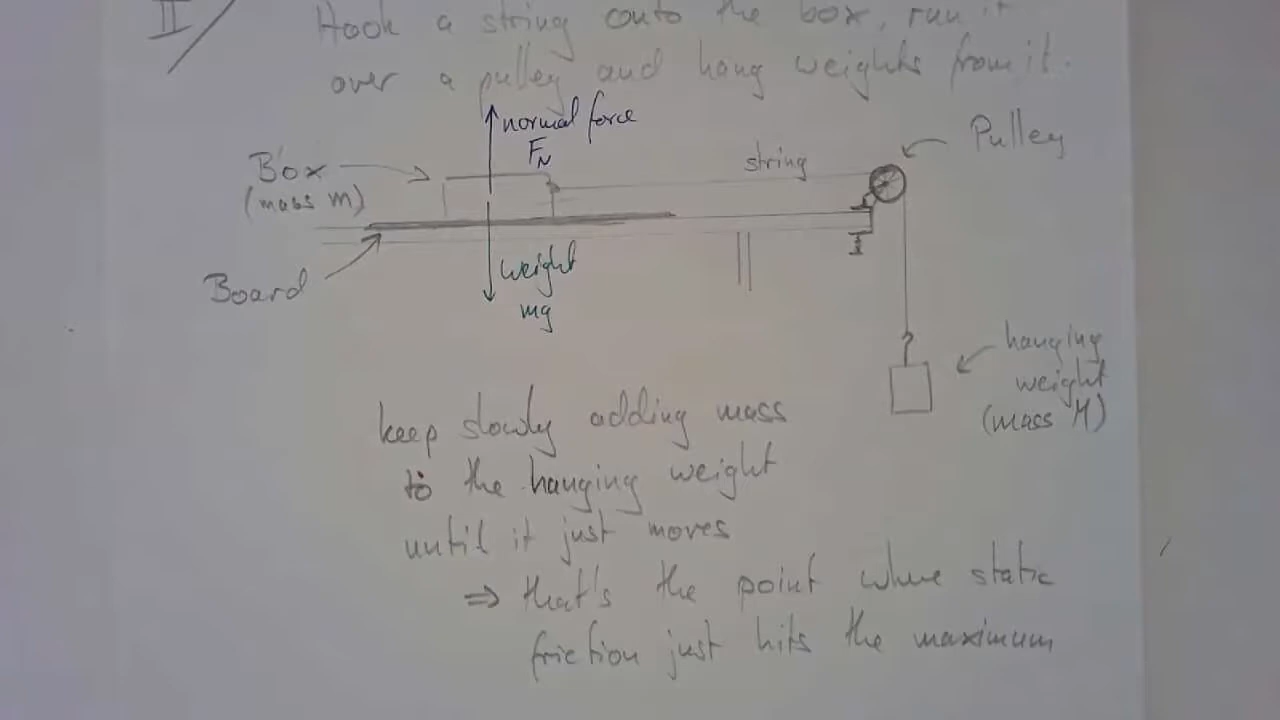 II
Hook a string onto the box, run it
over a pulley and hang weights from it.
normal force
F_N
Box
(mass m)
string
Pulley
Board
weight
mg
hanging
weight
(mass M)
keep slowly adding mass
to the hanging weight
until it just moves
⇒ that's the point where static
friction just hits the maximum